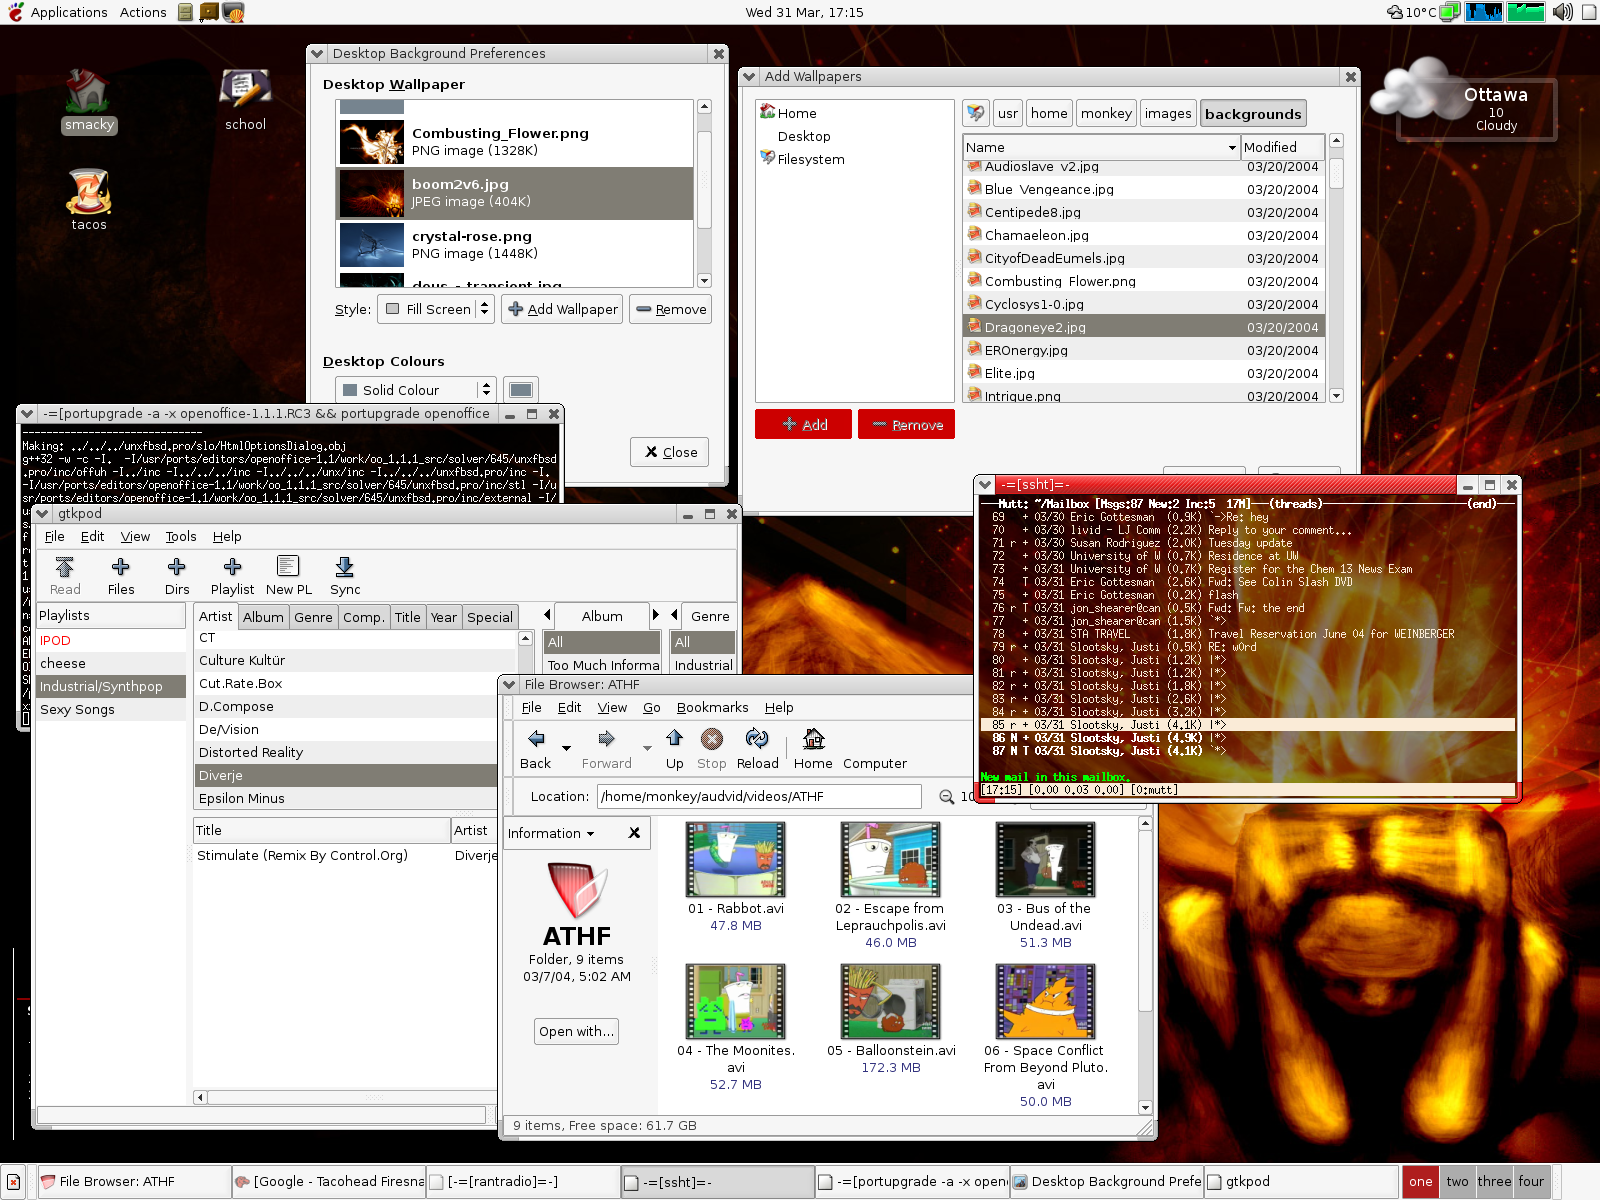 Applications Actions
Wed 31 Mar, 17:15
10°C
smacky
school
tacos
Ottawa
10
Cloudy
Desktop Background Preferences
Desktop Wallpaper
Combusting_Flower.png
PNG image (1328K)
boom2v6.jpg
JPEG image (404K)
crystal-rose.png
PNG image (1448K)
Style: Fill Screen Add Wallpaper Remove
Desktop Colours
Solid Colour
Close
Add Wallpapers
Home
Desktop
Filesystem
usr home monkey images backgrounds
Name Modified
Audioslave_v2.jpg 03/20/2004
Blue_Vengeance.jpg 03/20/2004
Centipede8.jpg 03/20/2004
Chamaeleon.jpg 03/20/2004
CityofDeadEumels.jpg 03/20/2004
Combusting_Flower.png 03/20/2004
Cyclosys1-0.jpg 03/20/2004
Dragoneye2.jpg 03/20/2004
EROnergy.jpg 03/20/2004
Elite.jpg 03/20/2004
Intrigue.png 03/20/2004
Add Remove
-=[portupgrade -a -x openoffice-1.1.1.RC3 && portupgrade openoffice
------------------------------
Making: ../../../unxfbsd.pro/slo/HtmlOptionsDialog.obj
g++32 -w -c -I. -I/usr/ports/editors/openoffice-1.1/work/oo_1.1.1_src/solver/645/unxfbsd
.pro/inc/offuh -I../inc -I../../../inc -I../../../unx/inc -I../../../unxfbsd.pro/inc -I.
-I/usr/ports/editors/openoffice-1.1/work/oo_1.1.1_src/solver/645/unxfbsd.pro/inc/stl -I/u
sr/ports/editors/openoffice-1.1/work/oo_1.1.1_src/solver/645/unxfbsd.pro/inc/external -I/
-=[ssht]=-
Mutt: ~/Mailbox [Msgs:87 New:2 Inc:5 17M]---(threads)---(end)---
69 + 03/30 Eric Gottesman (0.9K) `->Re: hey
70 + 03/30 livid - LJ Comm (2.2K) Reply to your comment...
71 r + 03/30 Susan Rodriguez (2.0K) Tuesday update
72 + 03/30 University of W (0.7K) Residence at UW
73 + 03/31 University of W (0.7K) Register for the Chem 13 News Exam
74 T 03/31 Eric Gottesman (2.6K) Fwd: See Colin Slash DVD
75 + 03/31 Eric Gottesman (0.2K) flash
76 r T 03/31 jon_shearer@can (0.5K) Fwd: Fw: the end
77 + 03/31 jon_shearer@can (1.5K) `*>
78 + 03/31 STA TRAVEL (1.8K) Travel Reservation June 04 for WEINBERGER
79 r + 03/31 Slootsky, Justi (0.5K) RE: w0rd
80 + 03/31 Slootsky, Justi (1.2K) |*>
81 r + 03/31 Slootsky, Justi (1.2K) |*>
82 r + 03/31 Slootsky, Justi (1.8K) |*>
83 r + 03/31 Slootsky, Justi (2.6K) |*>
84 r + 03/31 Slootsky, Justi (3.2K) |*>
85 r + 03/31 Slootsky, Justi (4.1K) |*>
86 N + 03/31 Slootsky, Justi (4.9K) |*>
87 N T 03/31 Slootsky, Justi (4.1K) `*>
New mail in this mailbox.
[17:15] [0.00 0.03 0.00] [0:mutt]
gtkpod
File Edit View Tools Help
Read Files Dirs Playlist New PL Sync
Playlists
IPOD
cheese
Industrial/Synthpop
Sexy Songs
Artist Album Genre Comp. Title Year Special
CT
Culture Kultür
Cut.Rate.Box
D.Compose
De/Vision
Distorted Reality
Diverje
Epsilon Minus
Album
All
Too Much Informa
Genre
All
Industrial
Title Artist
Stimulate (Remix By Control.Org) Diverje
File Browser: ATHF
File Edit View Go Bookmarks Help
Back Forward Up Stop Reload Home Computer
Location: /home/monkey/audvid/videos/ATHF
Information
ATHF
Folder, 9 items
03/7/04, 5:02 AM
Open with...
01 - Rabbot.avi
47.8 MB
02 - Escape from
Leprauchpolis.avi
46.0 MB
03 - Bus of the
Undead.avi
51.3 MB
04 - The Moonites.
avi
52.7 MB
05 - Balloonstein.avi
172.3 MB
06 - Space Conflict
From Beyond Pluto.
avi
50.0 MB
9 items, Free space: 61.7 GB
File Browser: ATHF
[Google - Tacohead Firesna
[-=[rantradio]=-]
-=[ssht]=-
-=[portupgrade -a -x open
Desktop Background Prefe
gtkpod
one two three four